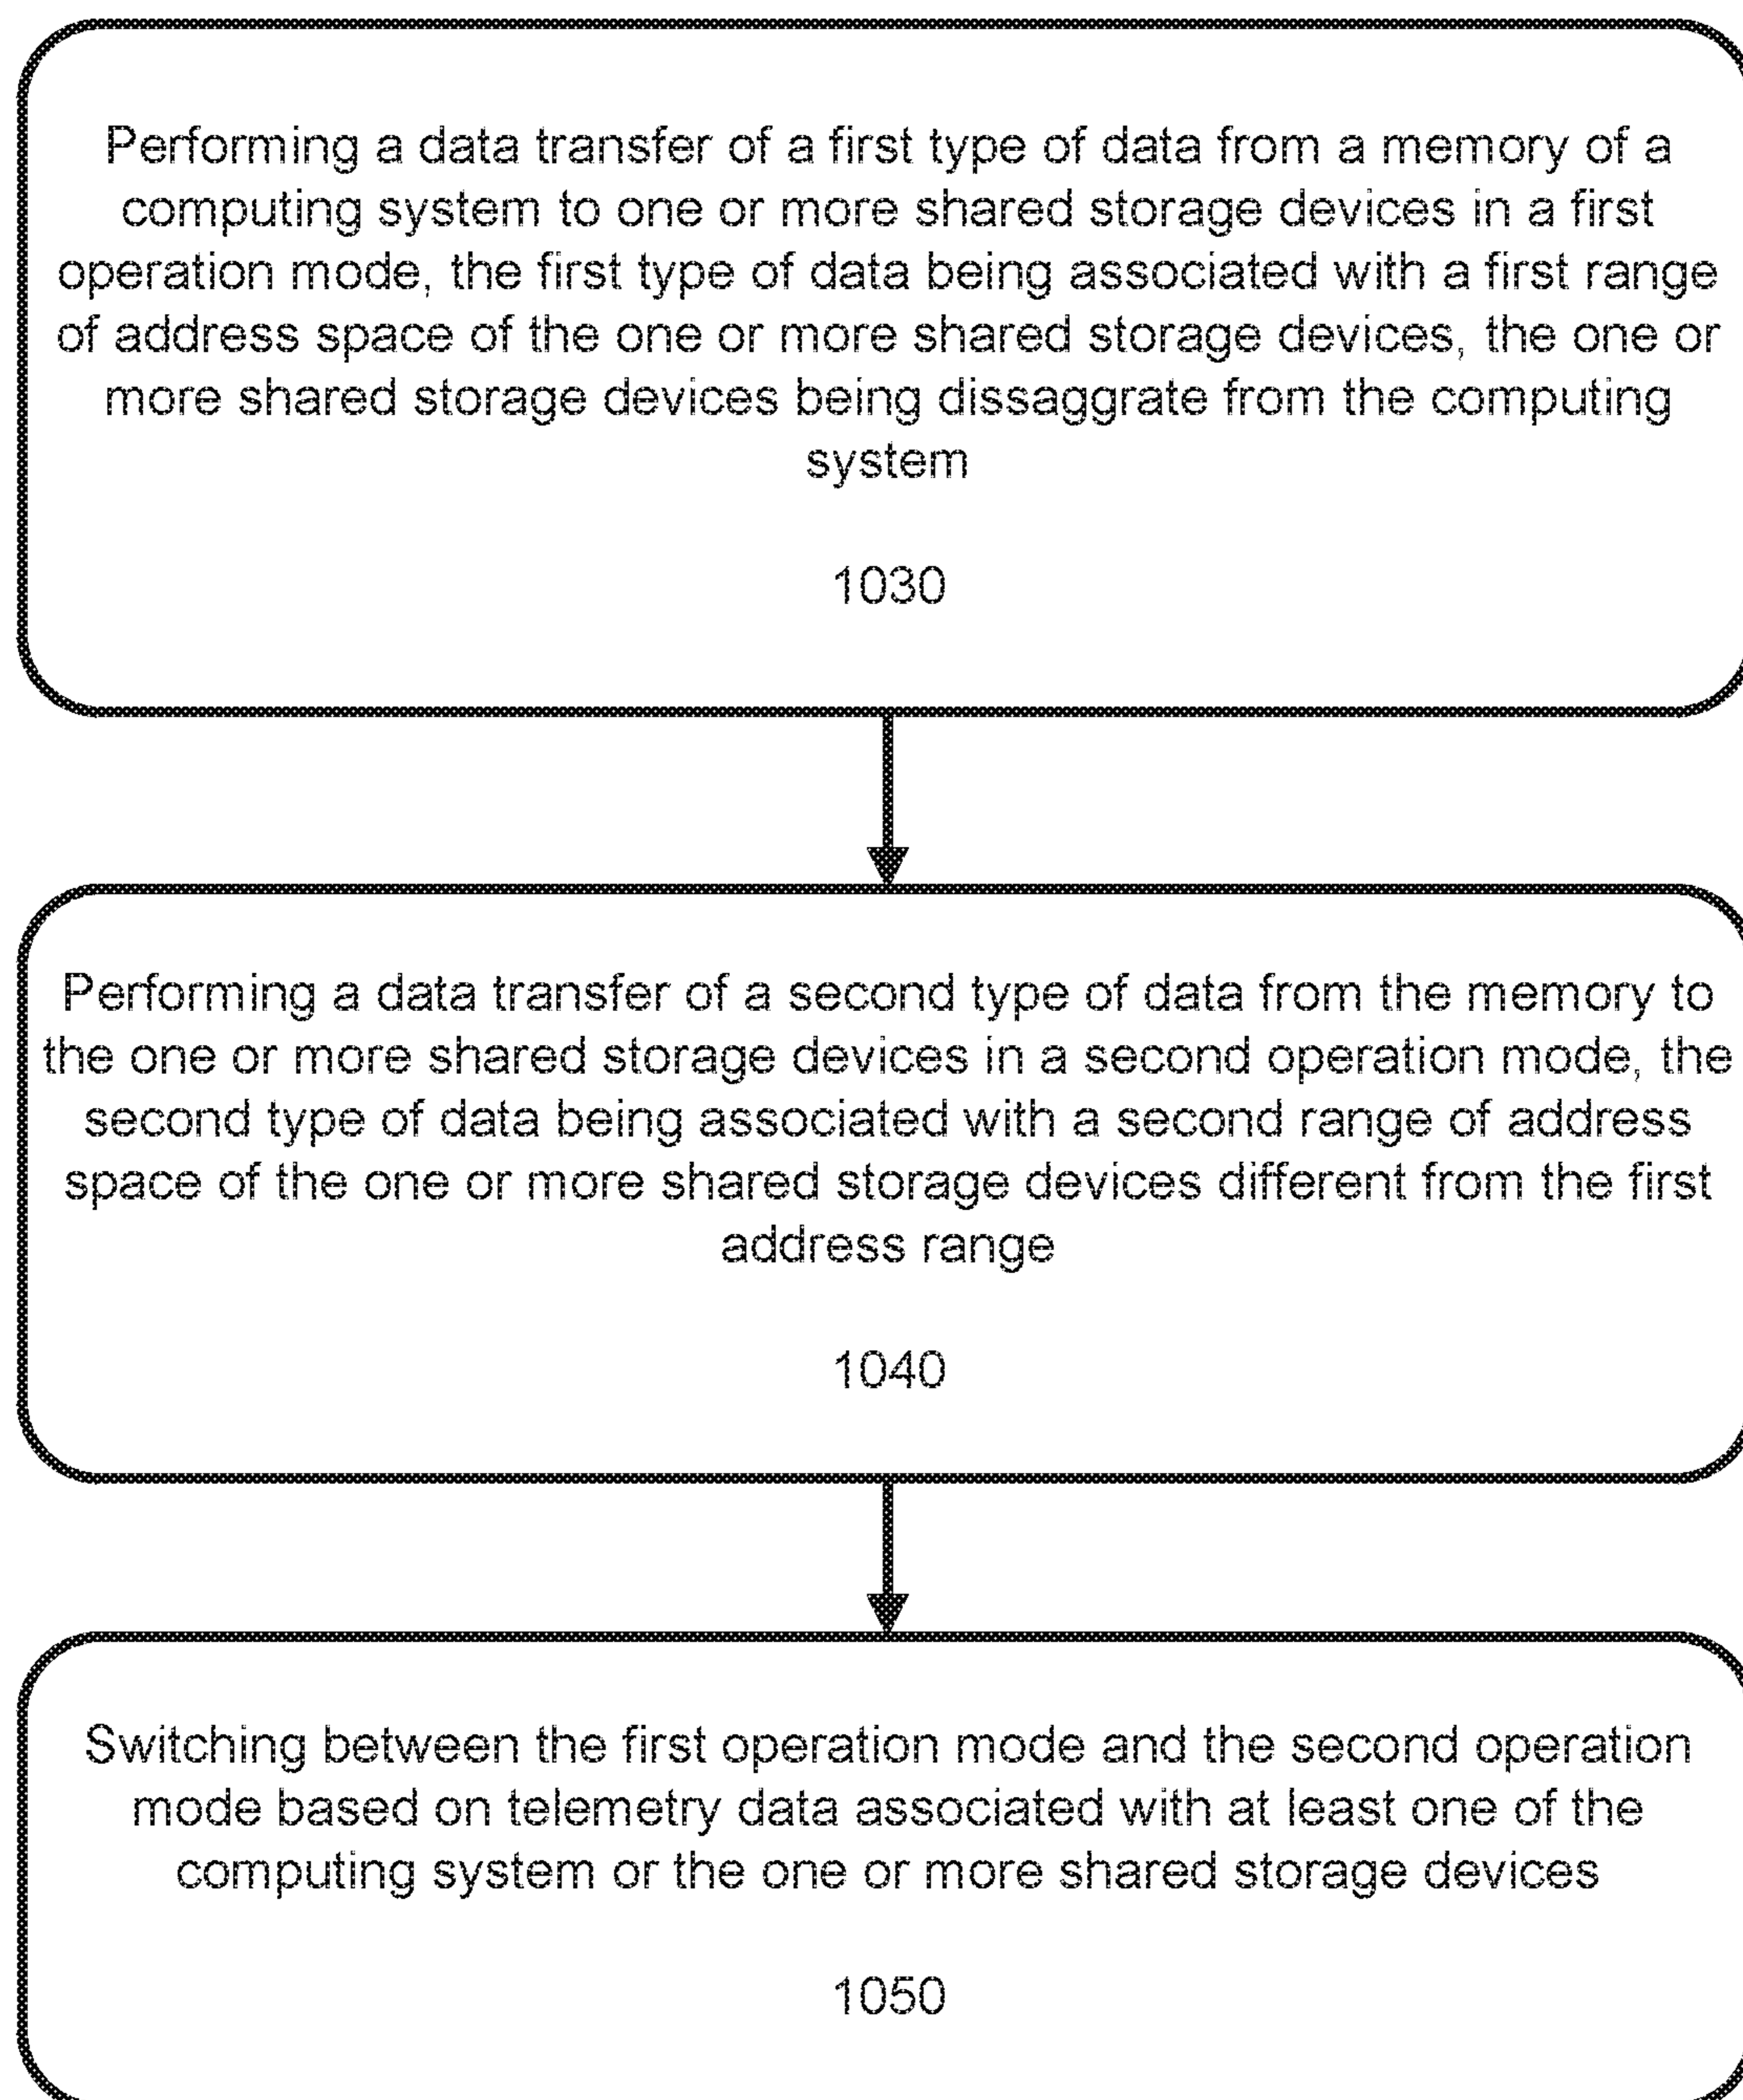 Performing a data transfer of a first type of data from a memory of a
computing system to one or more shared storage devices in a first
operation mode, the first type of data being associated with a first range
of address space of the one or more shared storage devices, the one or
more shared storage devices being dissaggrate from the computing
system
1030
Performing a data transfer of a second type of data from the memory to
the one or more shared storage devices in a second operation mode, the
second type of data being associated with a second range of address
space of the one or more shared storage devices different from the first
address range
1040
Switching between the first operation mode and the second operation
mode based on telemetry data associated with at least one of the
computing system or the one or more shared storage devices
1050